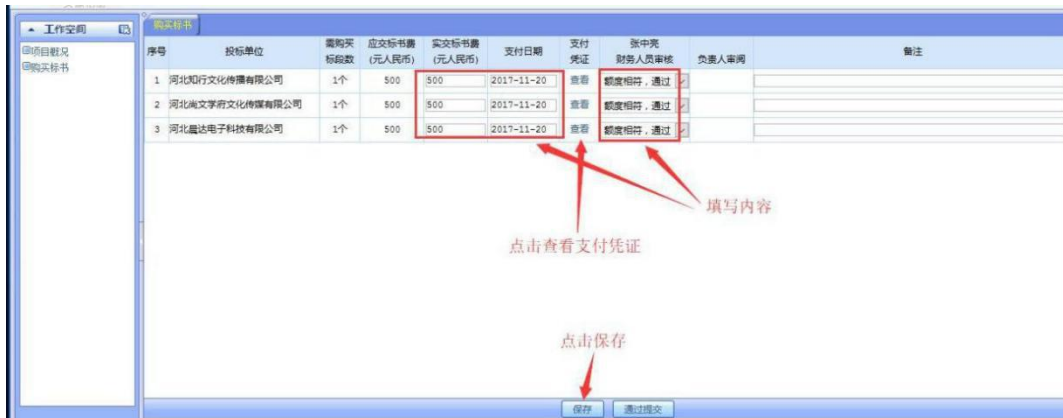 工作空间
项目概况
购买标书
购买标书
序号 投标单位 需购买标段数 应交标书费(元人民币) 实交标书费(元人民币) 支付日期 支付凭证 张中亮财务人员审核 负责人审阅 备注
1 河北知行文化传播有限公司 1个 500 500 2017-11-20 查看 额度相符，通过
2 河北尚文学府文化传媒有限公司 1个 500 500 2017-11-20 查看 额度相符，通过
3 河北晨达电子科技有限公司 1个 500 500 2017-11-20 查看 额度相符，通过
填写内容
点击查看支付凭证
点击保存
保存 通过提交